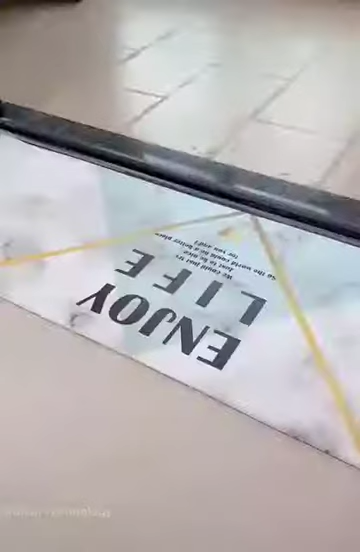 ENJOY
LIFE
We could just try
Just to be nice
So the world could be a better place
for you and I